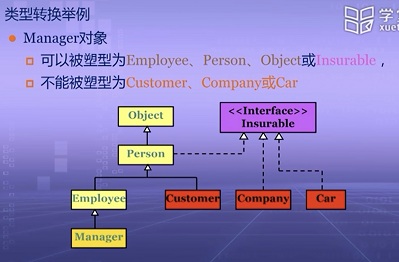 类型转换举例
学
xuet
Manager对象
可以被塑型为Employee、Person、Object或Insurable，
不能被塑型为Customer、Company或Car
Object
<<Interface>>
Insurable
Person
Employee
Customer
Company
Car
Manager